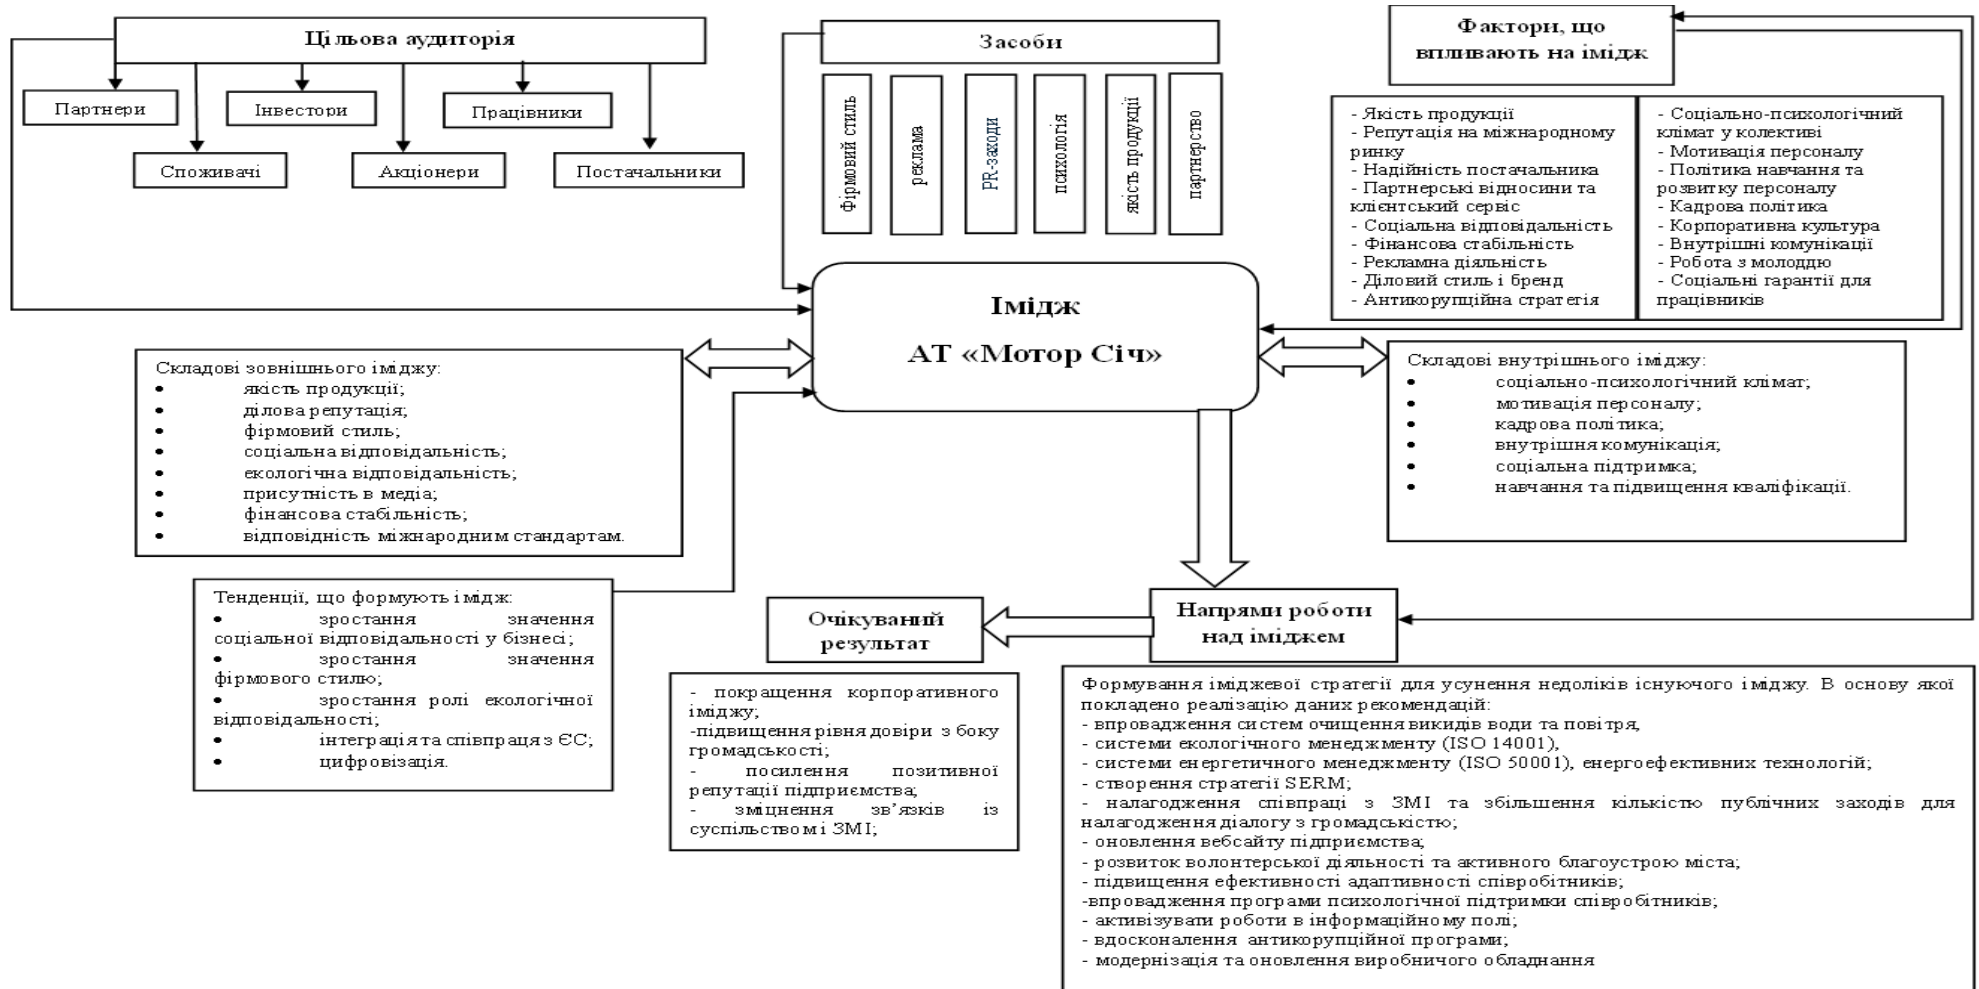 Цільова аудиторія
Партнери
Інвестори
Працівники
Споживачі
Акціонери
Постачальники
Засоби
Фірмовий стиль
реклама
PR-заходи
психологія
якість продукції
партнерство
Фактори, що
впливають на імідж
- Якість продукції
- Репутація на міжнародному
ринку
- Надійність постачальника
- Партнерські відносини та
клієнтський сервіс
- Соціальна відповідальність
- Фінансова стабільність
- Рекламна діяльність
- Діловий стиль і бренд
- Антикорупційна стратегія
- Соціально-психологічний
клімат у колективі
- Мотивація персоналу
- Політика навчання та
розвитку персоналу
- Кадрова політика
- Корпоративна культура
- Внутрішні комунікації
- Робота з молоддю
- Соціальні гарантії для
працівників
Імідж
АТ «Мотор Січ»
Складові зовнішнього іміджу:
• якість продукції;
• ділова репутація;
• фірмовий стиль;
• соціальна відповідальність;
• екологічна відповідальність;
• присутність в медіа;
• фінансова стабільність;
• відповідність міжнародним стандартам.
Складові внутрішнього іміджу:
• соціально-психологічний клімат;
• мотивація персоналу;
• кадрова політика;
• внутрішня комунікація;
• соціальна підтримка;
• навчання та підвищення кваліфікації.
Тенденції, що формують імідж:
• зростання значення
соціальної відповідальності у бізнесі;
• зростання значення
фірмового стилю;
• зростання ролі екологічної
відповідальності;
• інтеграція та співпраця з ЄС;
• цифровізація.
Очікуваний
результат
- покращення корпоративного
іміджу;
-підвищення рівня довіри з боку
громадськості;
- посилення позитивної
репутації підприємства;
- зміцнення зв’язків із
суспільством і ЗМІ;
Напрями роботи
над іміджем
Формування іміджевої стратегії для усунення недоліків існуючого іміджу. В основу якої
покладено реалізацію даних рекомендацій:
- впровадження систем очищення викидів води та повітря,
- системи екологічного менеджменту (ISO 14001),
- системи енергетичного менеджменту (ISO 50001), енергоефективних технологій;
- створення стратегії SERM;
- налагодження співпраці з ЗМІ та збільшення кількістю публічних заходів для
налагодження діалогу з громадськістю;
- оновлення вебсайту підприємства;
- розвиток волонтерської діяльності та активного благоустрою міста;
- підвищення ефективності адаптивності співробітників;
-впровадження програми психологічної підтримки співробітників;
- активізувати роботи в інформаційному полі;
- вдосконалення антикорупційної програми;
- модернізація та оновлення виробничого обладнання